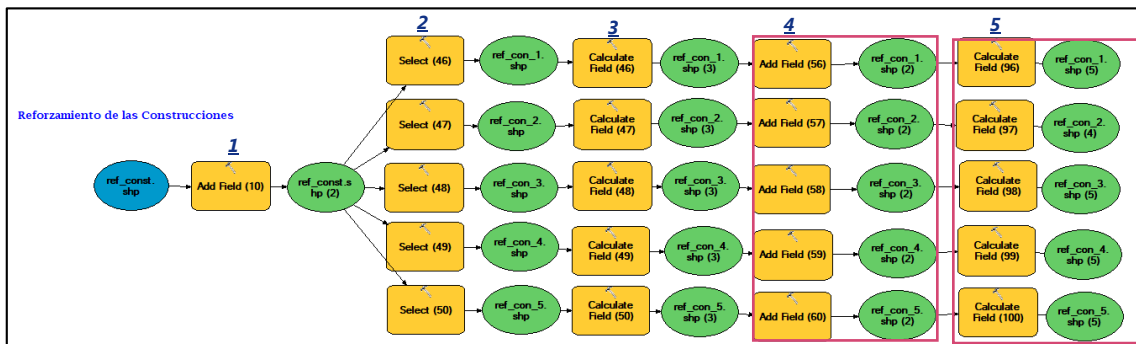 2
3
4
5
Select (46)
ref_con_1.
shp
Calculate
Field (46)
ref_con_1.
shp (3)
Add Field (56)
ref_con_1.
shp (2)
Calculate
Field (96)
ref_con_1.
shp (5)
Reforzamiento de las Construcciones
Select (47)
ref_con_2.
shp
Calculate
Field (47)
ref_con_2.
shp (3)
Add Field (57)
ref_con_2.
shp (2)
Calculate
Field (97)
ref_con_2.
shp (4)
1
ref_const.
shp
Add Field (10)
ref_const.s
hp (2)
Select (48)
ref_con_3.
shp
Calculate
Field (48)
ref_con_3.
shp (3)
Add Field (58)
ref_con_3.
shp (2)
Calculate
Field (98)
ref_con_3.
shp (5)
Select (49)
ref_con_4.
shp
Calculate
Field (49)
ref_con_4.
shp (3)
Add Field (59)
ref_con_4.
shp (2)
Calculate
Field (99)
ref_con_4.
shp (5)
Select (50)
ref_con_5.
shp
Calculate
Field (50)
ref_con_5.
shp (3)
Add Field (60)
ref_con_5.
shp (2)
Calculate
Field (100)
ref_con_5.
shp (5)